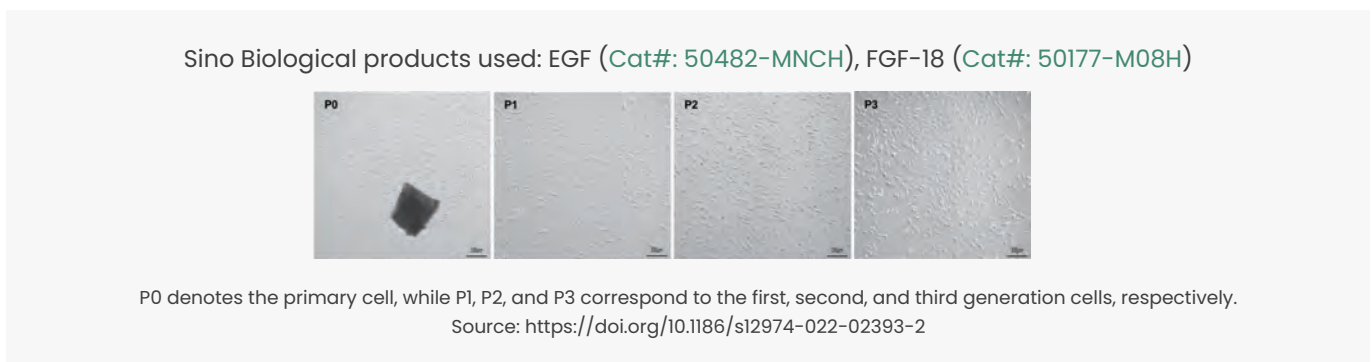 Sino Biological products used: EGF (Cat#: 50482-MNCH), FGF-18 (Cat#: 50177-M08H)
P0
P1
P2
P3
P0 denotes the primary cell, while P1, P2, and P3 correspond to the first, second, and third generation cells, respectively.
Source: https://doi.org/10.1186/s12974-022-02393-2